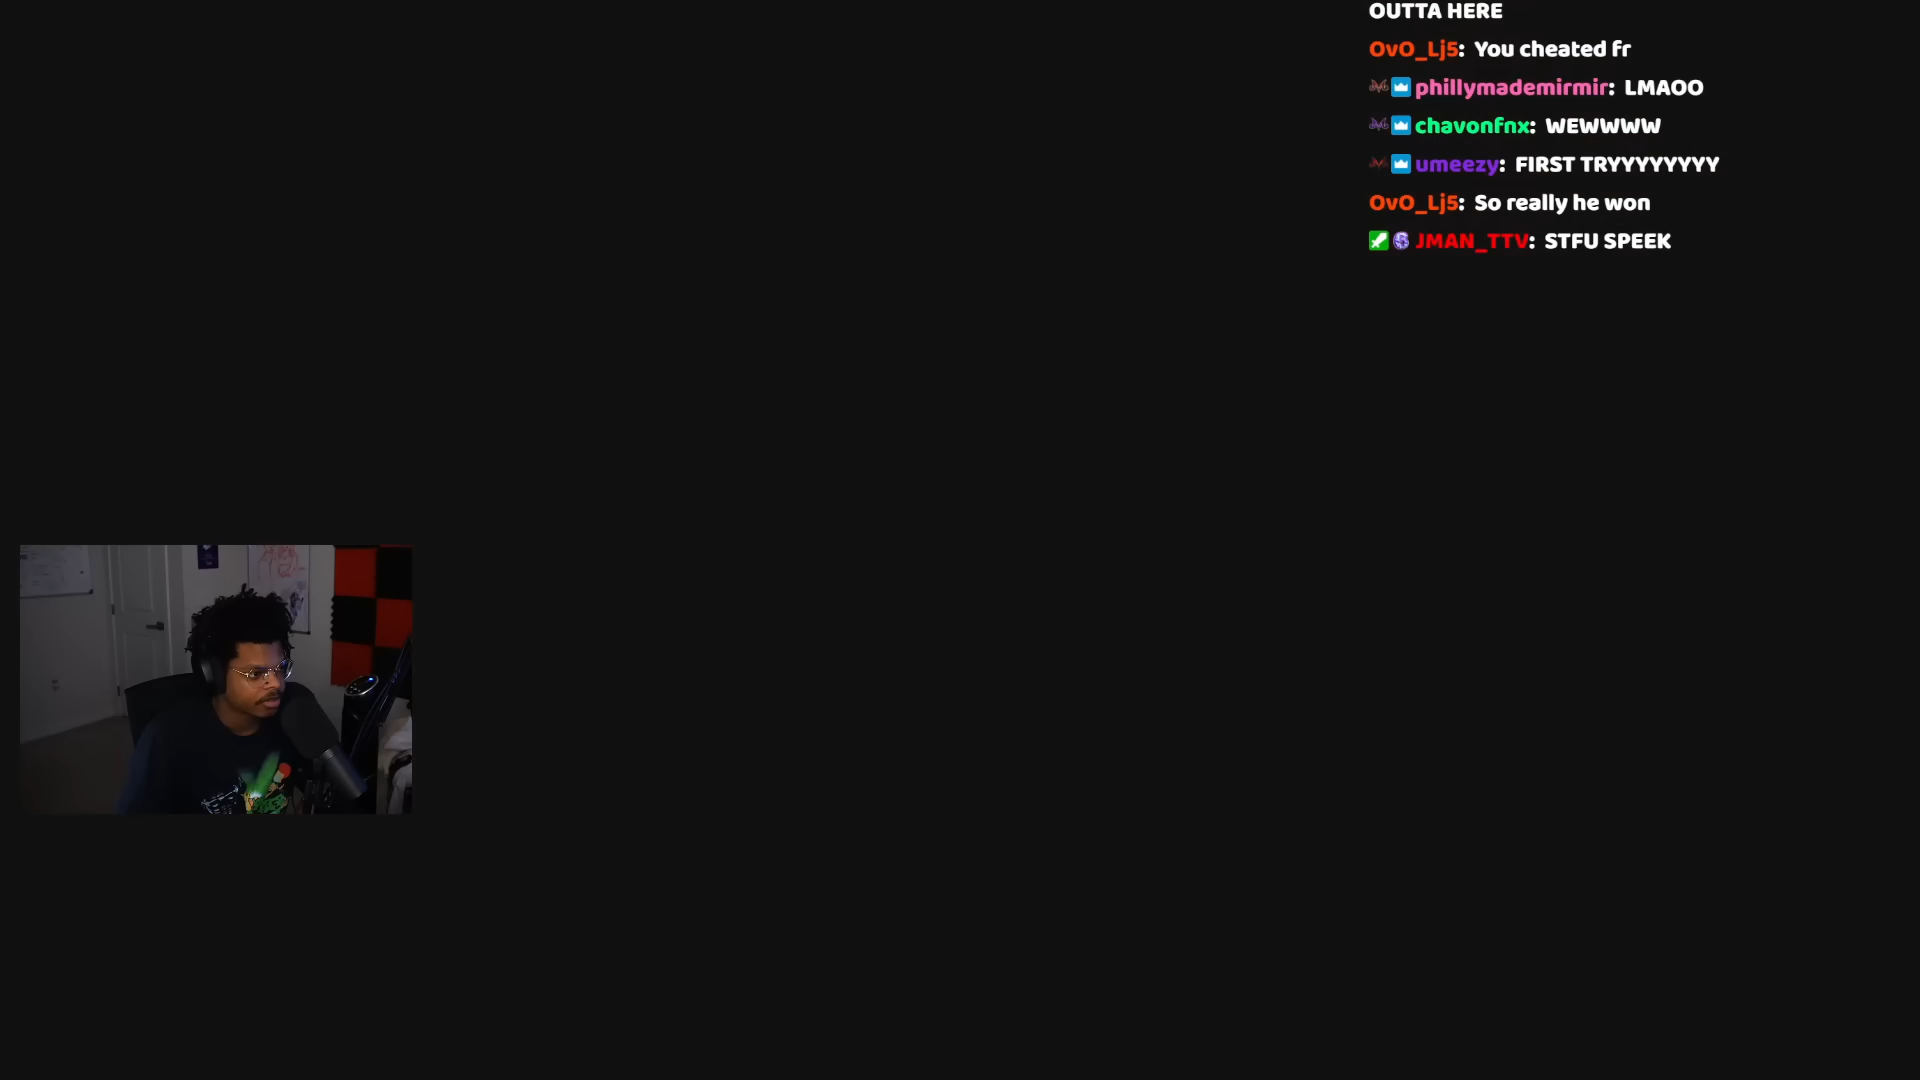 OUTTA HERE
OvO_Lj5: You cheated fr
phillymademirmir: LMAOO
chavonfnx: WEWWWW
umeezy: FIRST TRYYYYYYYY
OvO_Lj5: So really he won
JMAN_TTV: STFU SPEEK